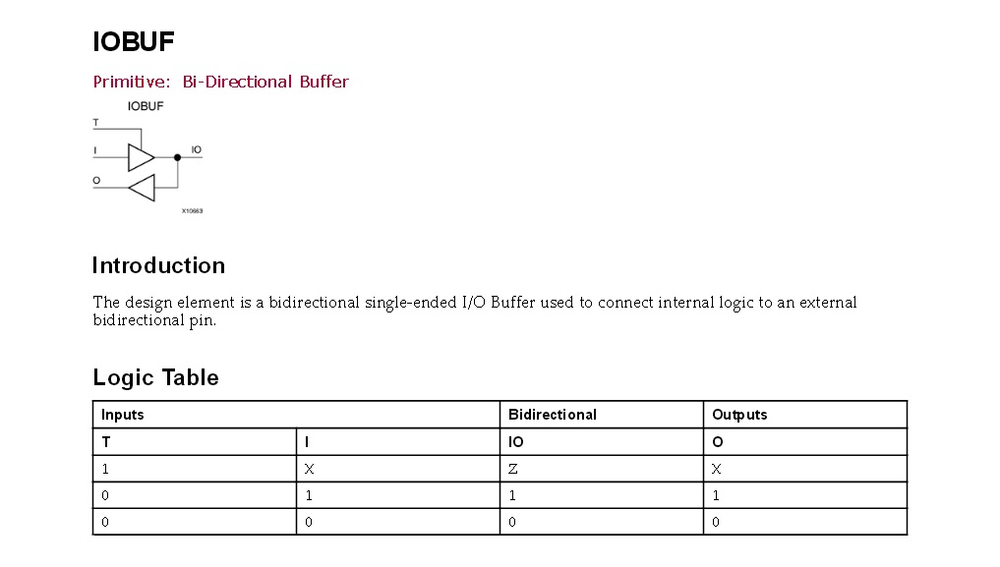 IOBUF
Primitive: Bi-Directional Buffer
IOBUF
T
I
IO
O
X10663
Introduction
The design element is a bidirectional single-ended I/O Buffer used to connect internal logic to an external
bidirectional pin.
Logic Table
Inputs Bidirectional Outputs
T I IO O
1 X Z X
0 1 1 1
0 0 0 0